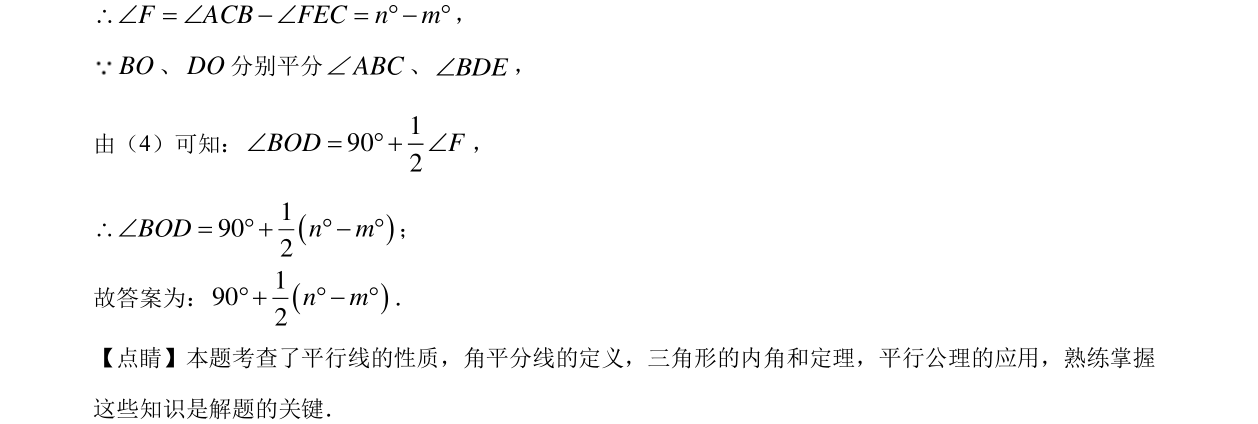 ∴∠F = ∠ACB − ∠FEC = n° − m°，
∵BO、DO分别平分∠ABC、∠BDE，
由（4）可知：∠BOD = 90° + 1/2 ∠F，
∴∠BOD = 90° + 1/2 (n° − m°)；
故答案为：90° + 1/2 (n° − m°)．
【点睛】本题考查了平行线的性质，角平分线的定义，三角形的内角和定理，平行公理的应用，熟练掌握
这些知识是解题的关键．